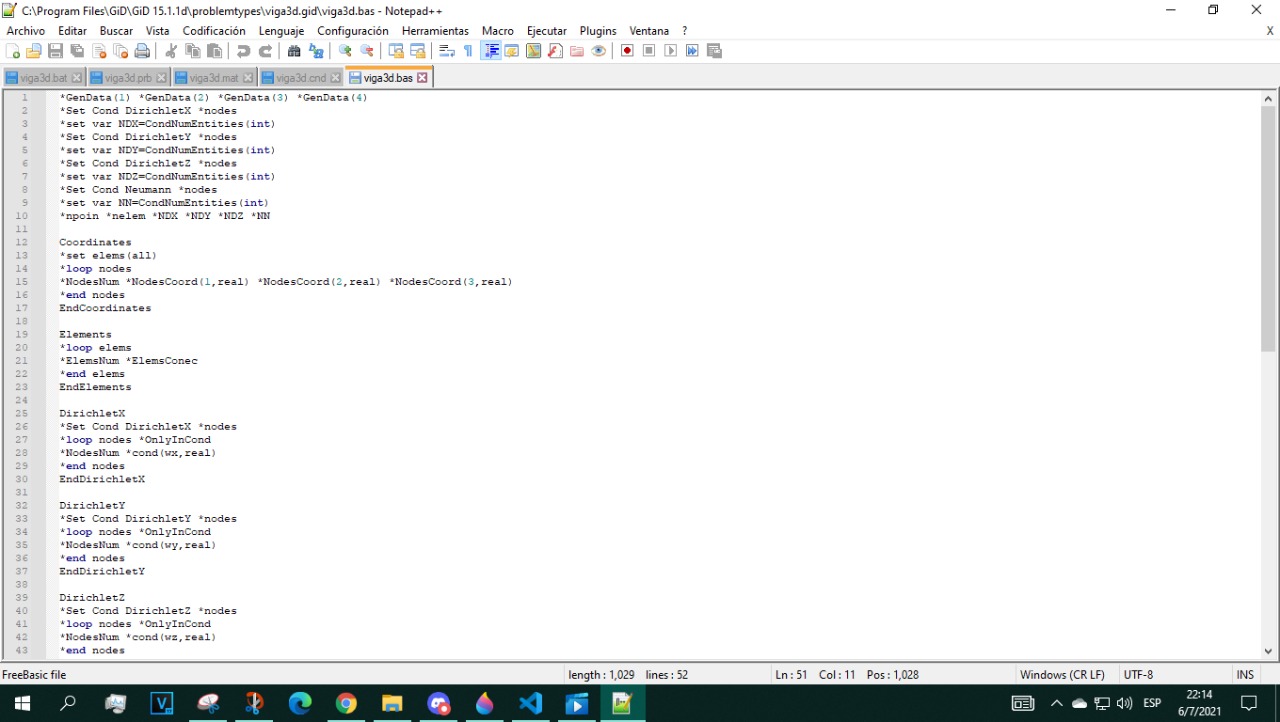 C:\Program Files\GiD\GiD 15.1.1d\problemtypes\viga3d.gid\viga3d.bas - Notepad++
Archivo Editar Buscar Vista Codificación Lenguaje Configuración Herramientas Macro Ejecutar Plugins Ventana ? X
viga3d.bat viga3d.prb viga3d.mat viga3d.cnd viga3d.bas
1 *GenData(1) *GenData(2) *GenData(3) *GenData(4)
2 *Set Cond DirichletX *nodes
3 *set var NDX=CondNumEntities(int)
4 *Set Cond DirichletY *nodes
5 *set var NDY=CondNumEntities(int)
6 *Set Cond DirichletZ *nodes
7 *set var NDZ=CondNumEntities(int)
8 *Set Cond Neumann *nodes
9 *set var NN=CondNumEntities(int)
10 *npoin *nelem *NDX *NDY *NDZ *NN
11
12 Coordinates
13 *set elems(all)
14 *loop nodes
15 *NodesNum *NodesCoord(1,real) *NodesCoord(2,real) *NodesCoord(3,real)
16 *end nodes
17 EndCoordinates
18
19 Elements
20 *loop elems
21 *ElemsNum *ElemsConec
22 *end elems
23 EndElements
24
25 DirichletX
26 *Set Cond DirichletX *nodes
27 *loop nodes *OnlyInCond
28 *NodesNum *cond(wx,real)
29 *end nodes
30 EndDirichletX
31
32 DirichletY
33 *Set Cond DirichletY *nodes
34 *loop nodes *OnlyInCond
35 *NodesNum *cond(wy,real)
36 *end nodes
37 EndDirichletY
38
39 DirichletZ
40 *Set Cond DirichletZ *nodes
41 *loop nodes *OnlyInCond
42 *NodesNum *cond(wz,real)
43 *end nodes
FreeBasic file length : 1,029 lines : 52 Ln : 51 Col : 11 Pos : 1,028 Windows (CR LF) UTF-8 INS
ESP
22:14
6/7/2021